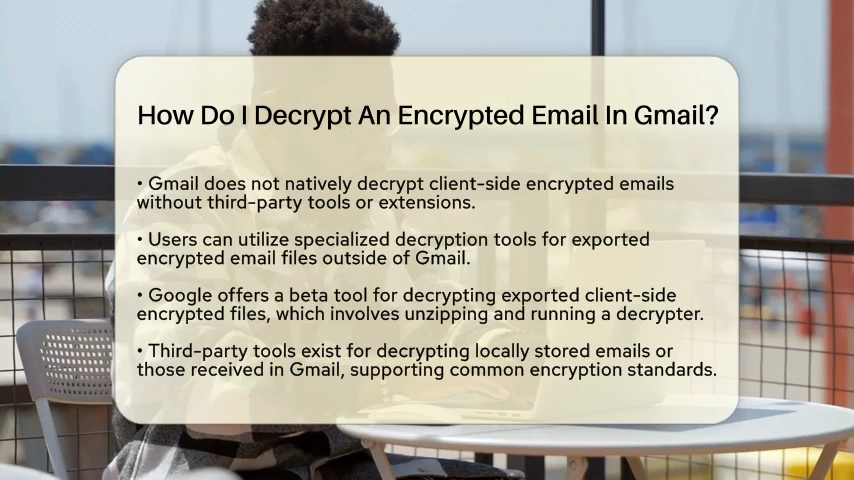 How Do I Decrypt An Encrypted Email In Gmail?
• Gmail does not natively decrypt client-side encrypted emails
without third-party tools or extensions.
• Users can utilize specialized decryption tools for exported
encrypted email files outside of Gmail.
• Google offers a beta tool for decrypting exported client-side
encrypted files, which involves unzipping and running a decrypter.
• Third-party tools exist for decrypting locally stored emails or
those received in Gmail, supporting common encryption standards.